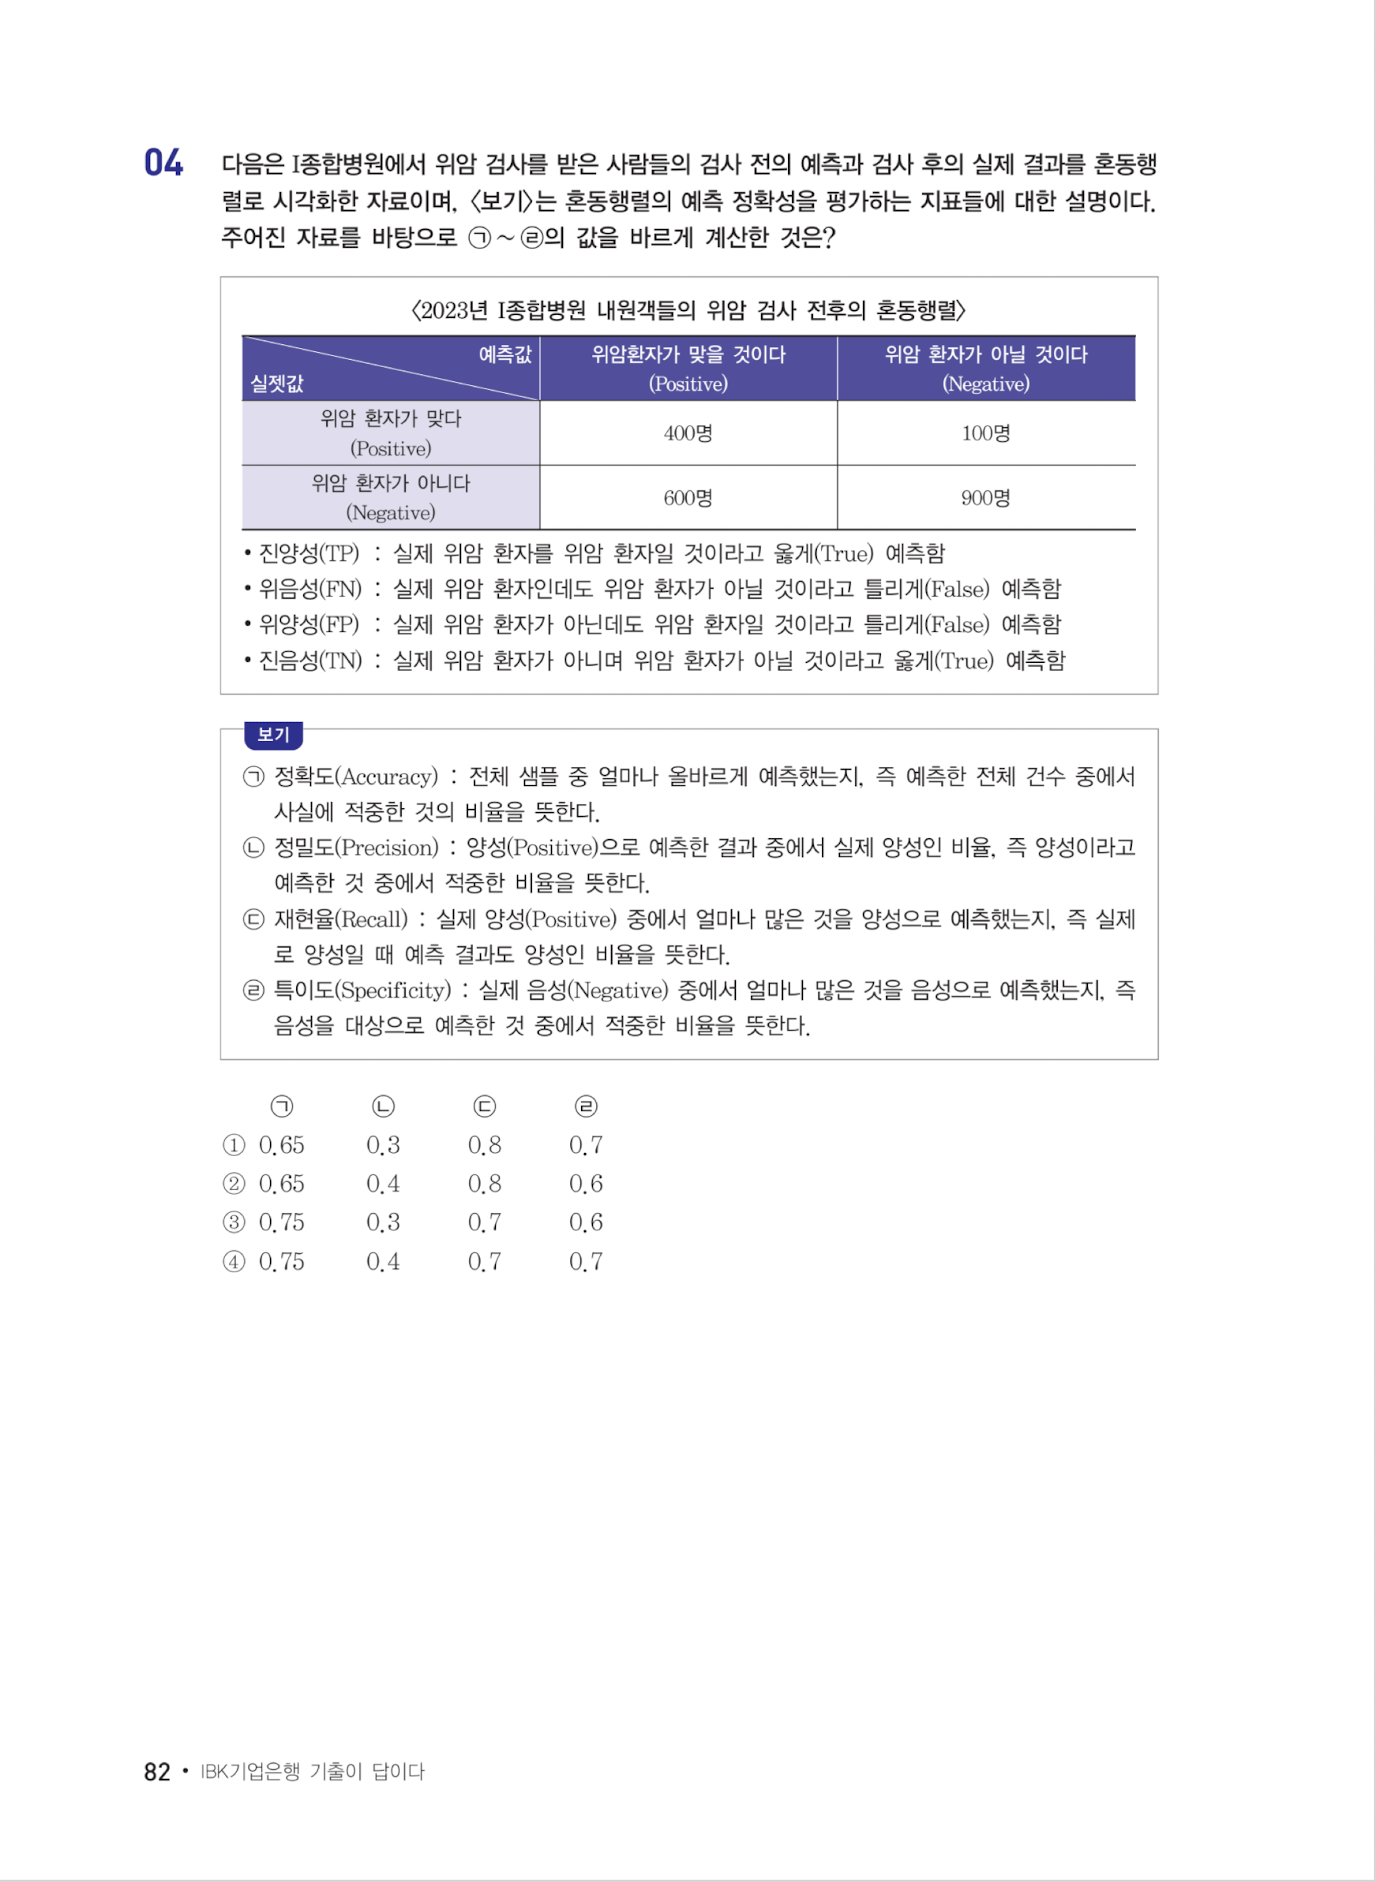 04
다음은 I종합병원에서 위암 검사를 받은 사람들의 검사 전의 예측과 검사 후의 실제 결과를 혼동행
렬로 시각화한 자료이며, 〈보기〉는 혼동행렬의 예측 정확성을 평가하는 지표들에 대한 설명이다.
주어진 자료를 바탕으로 ㉠~㉣의 값을 바르게 계산한 것은?
〈2023년 I종합병원 내원객들의 위암 검사 전후의 혼동행렬〉
예측값
실젯값
위암환자가 맞을 것이다
(Positive)
위암 환자가 아닐 것이다
(Negative)
위암 환자가 맞다
(Positive)
400명
100명
위암 환자가 아니다
(Negative)
600명
900명
• 진양성(TP) : 실제 위암 환자를 위암 환자일 것이라고 옳게(True) 예측함
• 위음성(FN) : 실제 위암 환자인데도 위암 환자가 아닐 것이라고 틀리게(False) 예측함
• 위양성(FP) : 실제 위암 환자가 아닌데도 위암 환자일 것이라고 틀리게(False) 예측함
• 진음성(TN) : 실제 위암 환자가 아니며 위암 환자가 아닐 것이라고 옳게(True) 예측함
보기
㉠ 정확도(Accuracy) : 전체 샘플 중 얼마나 올바르게 예측했는지, 즉 예측한 전체 건수 중에서
사실에 적중한 것의 비율을 뜻한다.
㉡ 정밀도(Precision) : 양성(Positive)으로 예측한 결과 중에서 실제 양성인 비율, 즉 양성이라고
예측한 것 중에서 적중한 비율을 뜻한다.
㉢ 재현율(Recall) : 실제 양성(Positive) 중에서 얼마나 많은 것을 양성으로 예측했는지, 즉 실제
로 양성일 때 예측 결과도 양성인 비율을 뜻한다.
㉣ 특이도(Specificity) : 실제 음성(Negative) 중에서 얼마나 많은 것을 음성으로 예측했는지, 즉
음성을 대상으로 예측한 것 중에서 적중한 비율을 뜻한다.
㉠ ㉡ ㉢ ㉣
① 0.65 0.3 0.8 0.7
② 0.65 0.4 0.8 0.6
③ 0.75 0.3 0.7 0.6
④ 0.75 0.4 0.7 0.7
82 • IBK기업은행 기출이 답이다